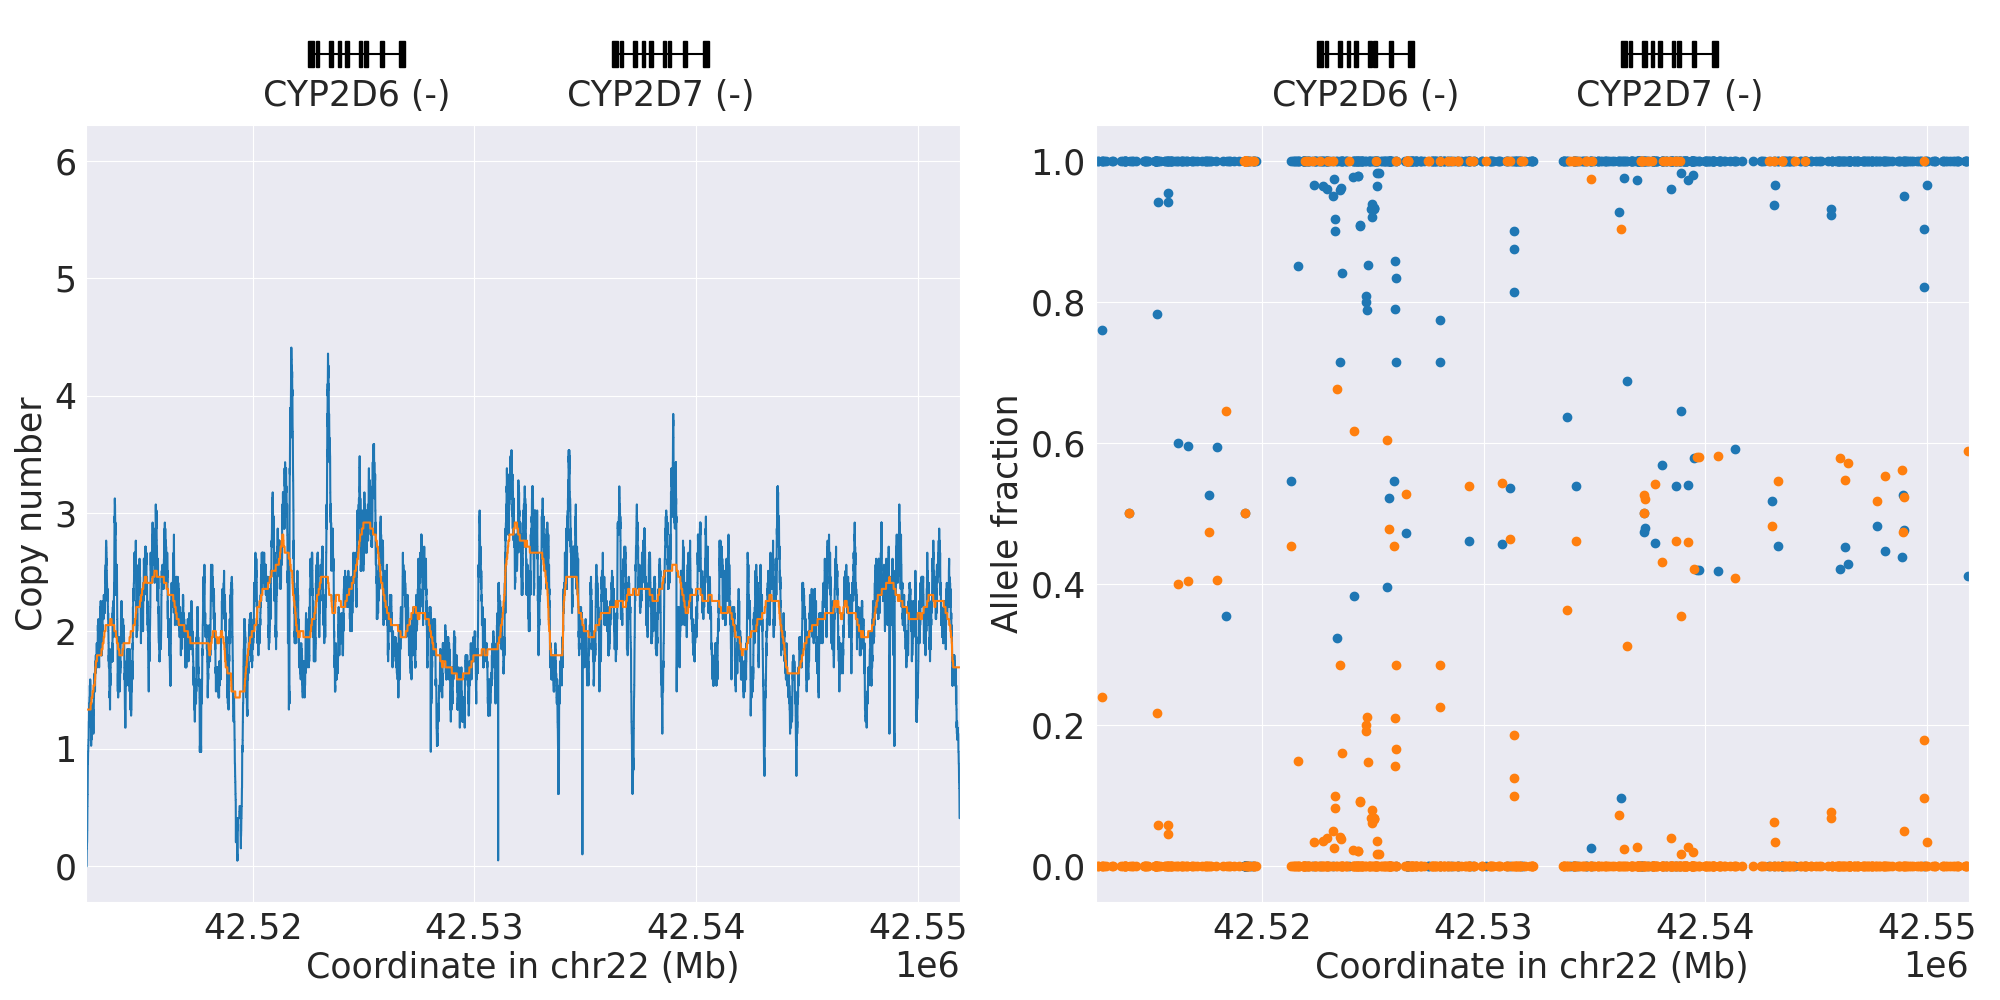 CYP2D6 (-) CYP2D7 (-)
6
5
4
3
2
1
0
Copy number
42.52 42.53 42.54 42.55
Coordinate in chr22 (Mb) 1e6
CYP2D6 (-) CYP2D7 (-)
1.0
0.8
0.6
0.4
0.2
0.0
Allele fraction
42.52 42.53 42.54 42.55
Coordinate in chr22 (Mb) 1e6